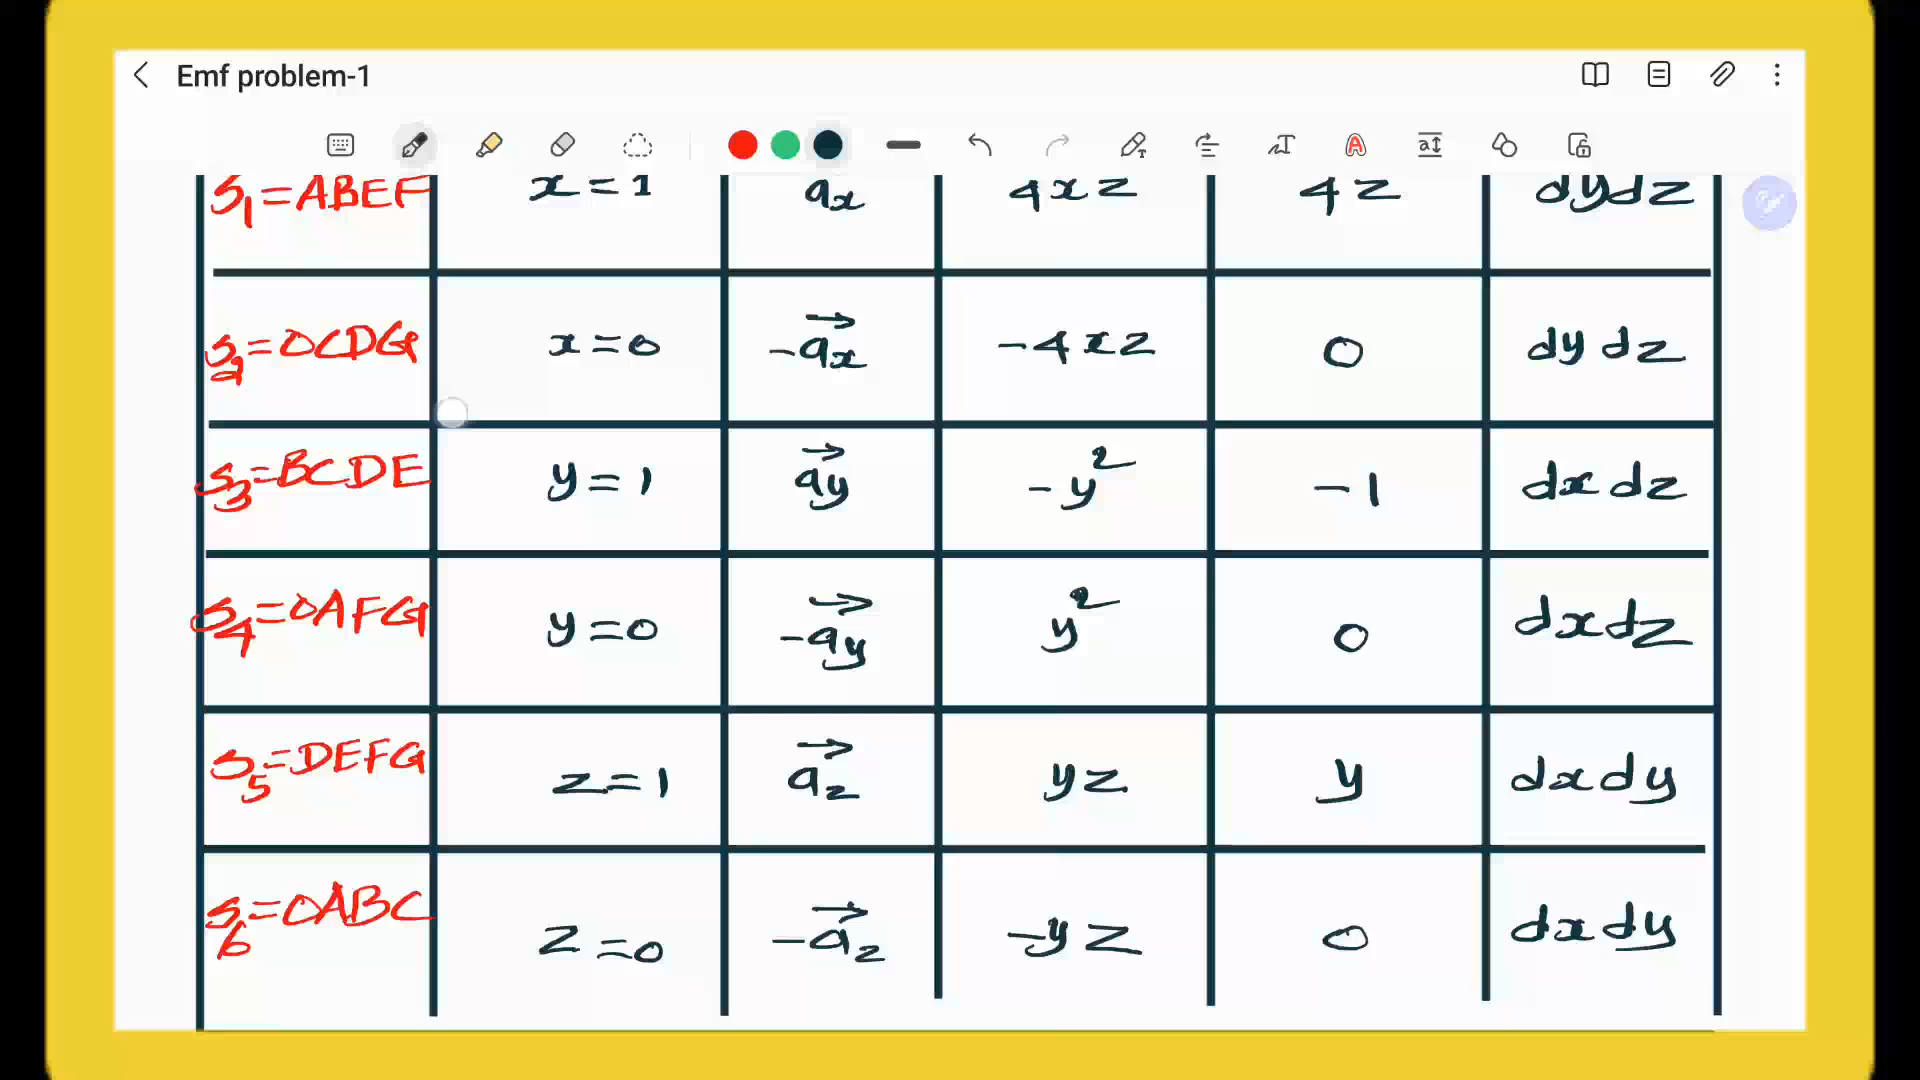 Emf problem-1
S1=ABEF x=1 ax 4xz 4z dydz
S2=OCDG x=0 -ax -4xz 0 dydz
S3=BCDE y=1 ay -y² -1 dxdz
S4=OAFG y=0 -ay y² 0 dxdz
S5=DEFG z=1 az yz y dxdy
S6=OABC z=0 -az -yz 0 dxdy